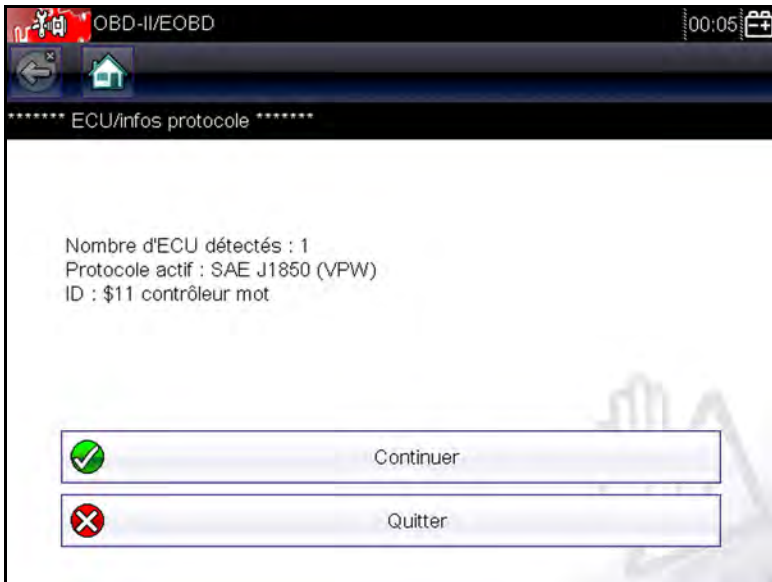 OBD-II/EOBD 00:05
******* ECU/infos protocole *******
Nombre d'ECU détectés : 1
Protocole actif : SAE J1850 (VPW)
ID : $11 contrôleur mot
Continuer
Quitter